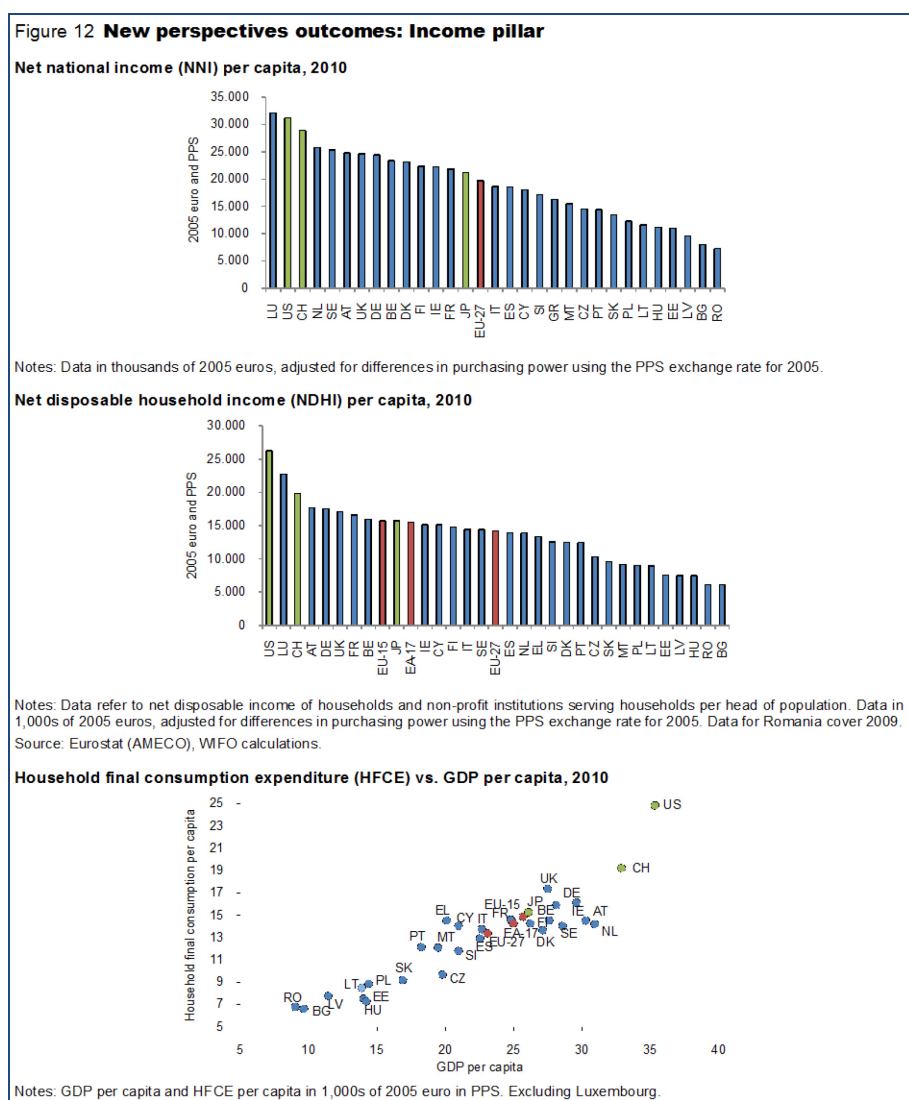 Figure 12 New perspectives outcomes: Income pillar
Net national income (NNI) per capita, 2010
35.000
30.000
25.000
20.000
15.000
10.000
5.000
0
2005 euro and PPS
LU US CH NL SE AT UK DE BE DK FI IE FR JP EU-27 IT ES CY SI GR MT CZ PT SK PL LT HU EE LV BG RO
Notes: Data in thousands of 2005 euros, adjusted for differences in purchasing power using the PPS exchange rate for 2005.
Net disposable household income (NDHI) per capita, 2010
30.000
25.000
20.000
15.000
10.000
5.000
0
2005 euro and PPS
US LU CH AT DE UK FR BE EU-15 JP EA-17 IE CY FI IT SE EU-27 ES NL EL SI DK PT CZ SK MT PL LT EE LV HU RO BG
Notes: Data refer to net disposable income of households and non-profit institutions serving households per head of population. Data in
1,000s of 2005 euros, adjusted for differences in purchasing power using the PPS exchange rate for 2005. Data for Romania cover 2009.
Source: Eurostat (AMECO), WIFO calculations.
Household final consumption expenditure (HFCE) vs. GDP per capita, 2010
25
23
21
19
17
15
13
11
9
7
5
Household final consumption per capita
US
CH
UK
DE
EU-15 JP
EL CY IT FR BE IE AT
FI
EA-17 SE NL
PT MT ES EU-27 DK
SI
SK CZ
LT PL
RO LV EE
BG HU
5 10 15 20 25 30 35 40
GDP per capita
Notes: GDP per capita and HFCE per capita in 1,000s of 2005 euro in PPS. Excluding Luxembourg.